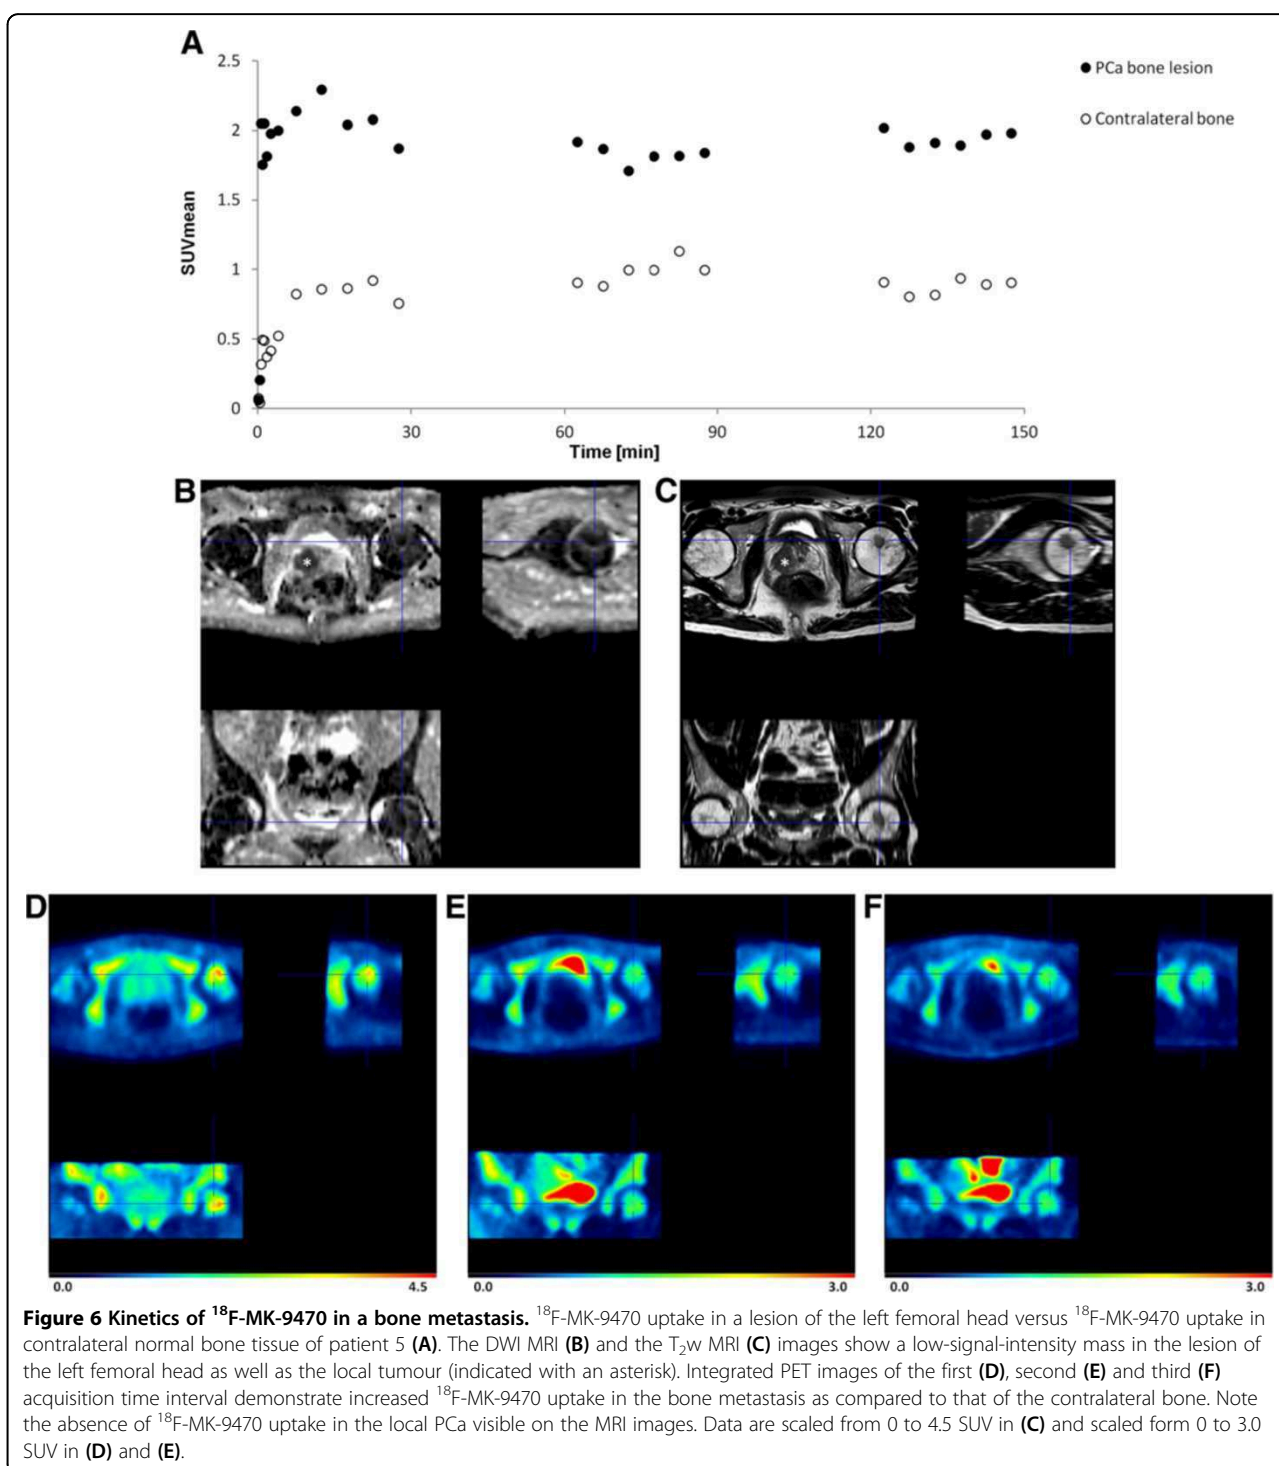 A
2.5
2
1.5
1
0.5
0
SUVmean
0 30 60 90 120 150
Time [min]
PCa bone lesion
Contralateral bone
B
*
C
*
D
0.0 4.5
E
0.0 3.0
F
0.0 3.0
Figure 6 Kinetics of ¹⁸F-MK-9470 in a bone metastasis. ¹⁸F-MK-9470 uptake in a lesion of the left femoral head versus ¹⁸F-MK-9470 uptake in
contralateral normal bone tissue of patient 5 (A). The DWI MRI (B) and the T₂w MRI (C) images show a low-signal-intensity mass in the lesion of
the left femoral head as well as the local tumour (indicated with an asterisk). Integrated PET images of the first (D), second (E) and third (F)
acquisition time interval demonstrate increased ¹⁸F-MK-9470 uptake in the bone metastasis as compared to that of the contralateral bone. Note
the absence of ¹⁸F-MK-9470 uptake in the local PCa visible on the MRI images. Data are scaled from 0 to 4.5 SUV in (C) and scaled form 0 to 3.0
SUV in (D) and (E).